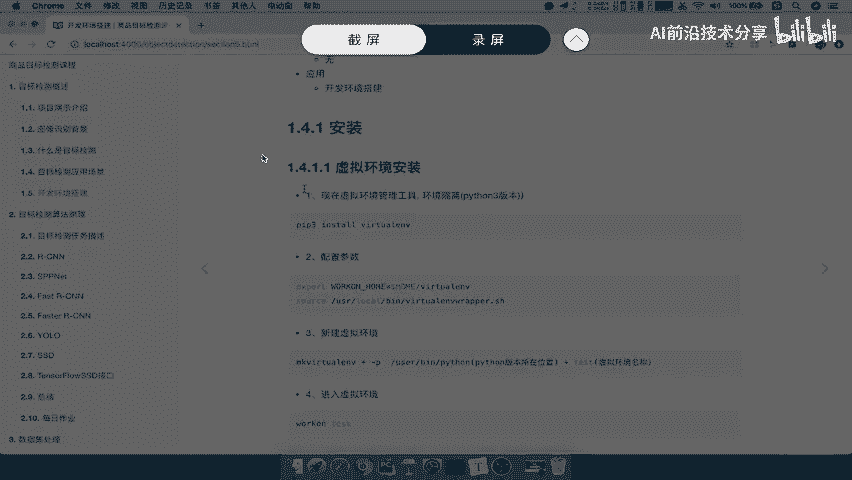 Chrome 文件 修改 视图 历史记录 书签 其他人 电动窗 帮助 100%
开发环境搭建 | 商品目标检测课
截屏 录屏
AI前沿技术分享 bilibili
商品目标检测课程
1. 目标检测概述
1.1. 项目演示介绍
1.2. 图像识别背景
1.3. 什么是目标检测
1.4. 目标检测应用场景
1.5. 开发环境搭建
2. 目标检测算法原理
2.1. 目标检测任务描述
2.2. R-CNN
2.3. SPPNet
2.4. Fast R-CNN
2.5. Faster R-CNN
2.6. YOLO
2.7. SSD
2.8. TensorFlowSSD接口
2.9. 总结
2.10. 每日作业
3. 数据集处理
无
应用
开发环境搭建
1.4.1 安装
1.4.1.1 虚拟环境安装
1、现在虚拟环境管理工具, 环境隔离(python3版本))
pip3 install virtualenv
2、配置参数
export WORKON_HOME=$HOME/virtualenv
source /usr/local/bin/virtualenvwrapper.sh
3、新建虚拟环境
mkvirtualenv + -p /user/bin/python(python版本所在位置) + test(虚拟环境名称)
4、进入虚拟环境
workon